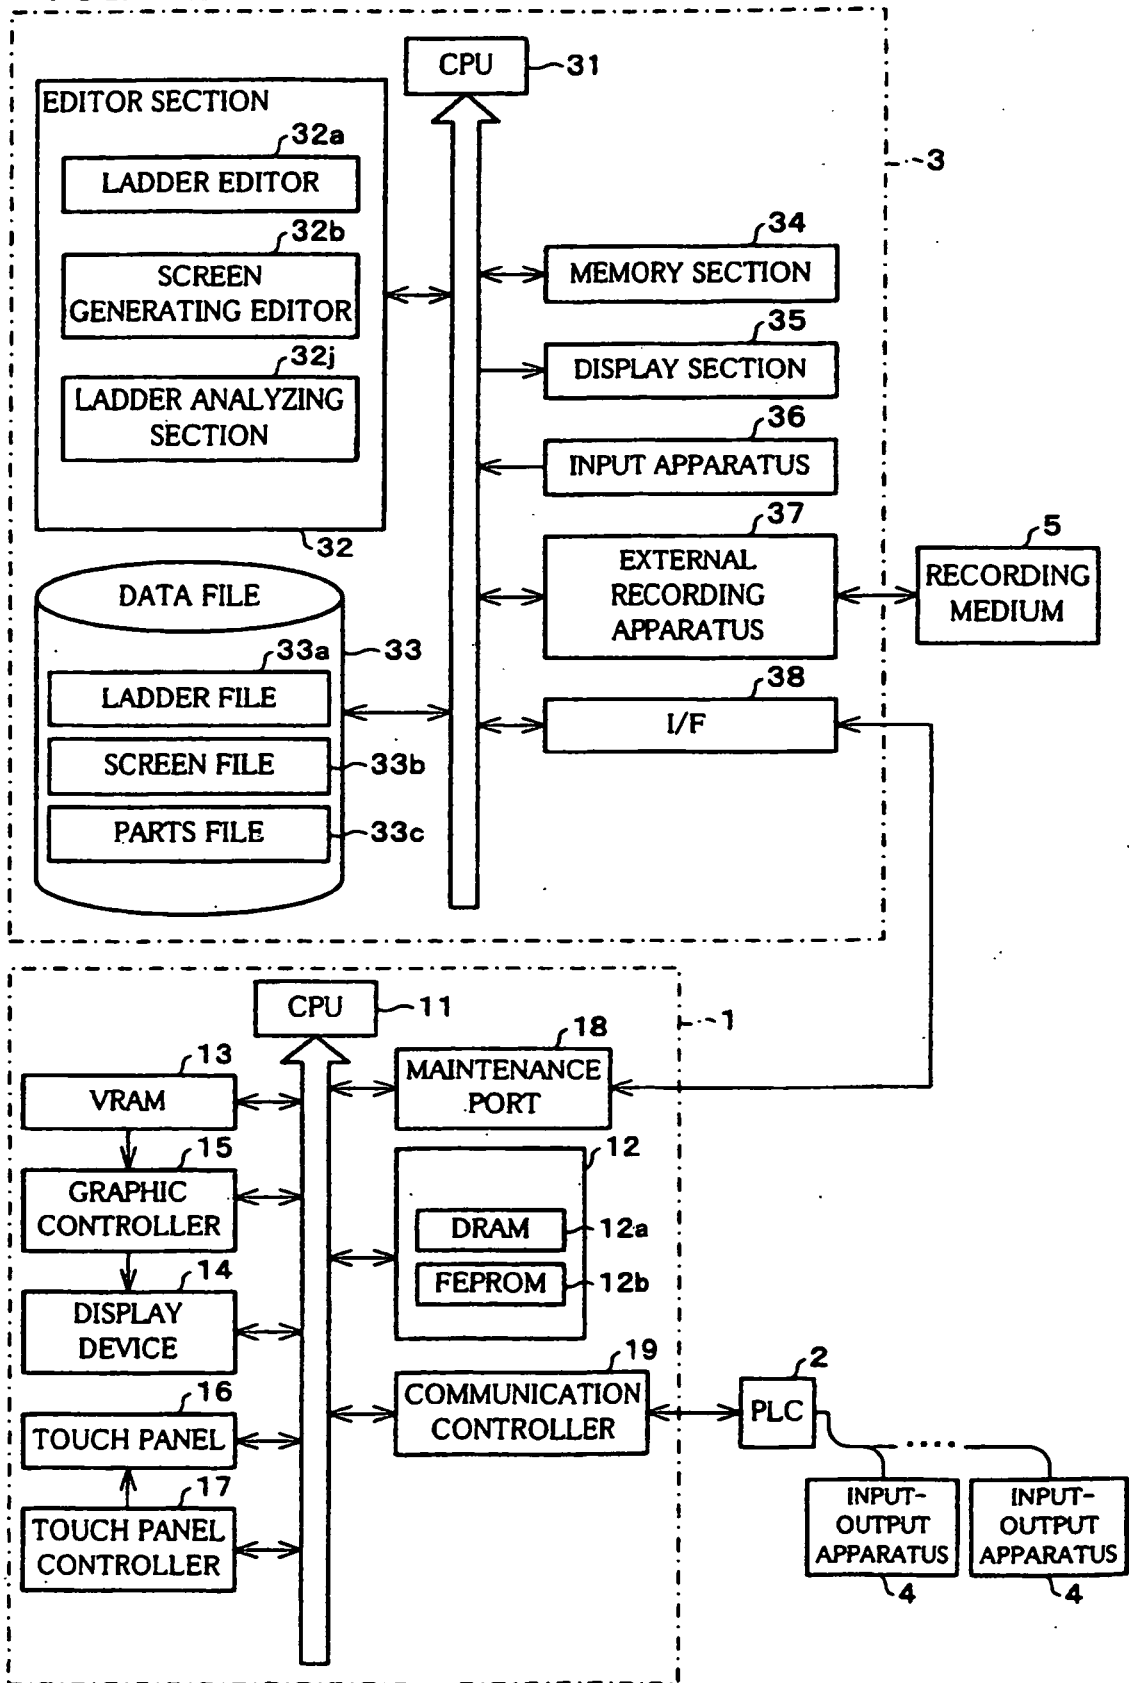 CPU
31
EDITOR SECTION
32a
LADDER EDITOR
32b
SCREEN
GENERATING EDITOR
32j
LADDER ANALYZING
SECTION
32
3
34
MEMORY SECTION
35
DISPLAY SECTION
36
INPUT APPARATUS
37
EXTERNAL
RECORDING
APPARATUS
5
RECORDING
MEDIUM
DATA FILE
33
33a
LADDER FILE
SCREEN FILE
33b
PARTS FILE
33c
38
I/F
CPU
11
1
13
VRAM
18
MAINTENANCE
PORT
15
GRAPHIC
CONTROLLER
12
DRAM
12a
FEPROM
12b
14
DISPLAY
DEVICE
19
COMMUNICATION
CONTROLLER
2
PLC
16
TOUCH PANEL
17
TOUCH PANEL
CONTROLLER
INPUT-
OUTPUT
APPARATUS
4
INPUT-
OUTPUT
APPARATUS
4